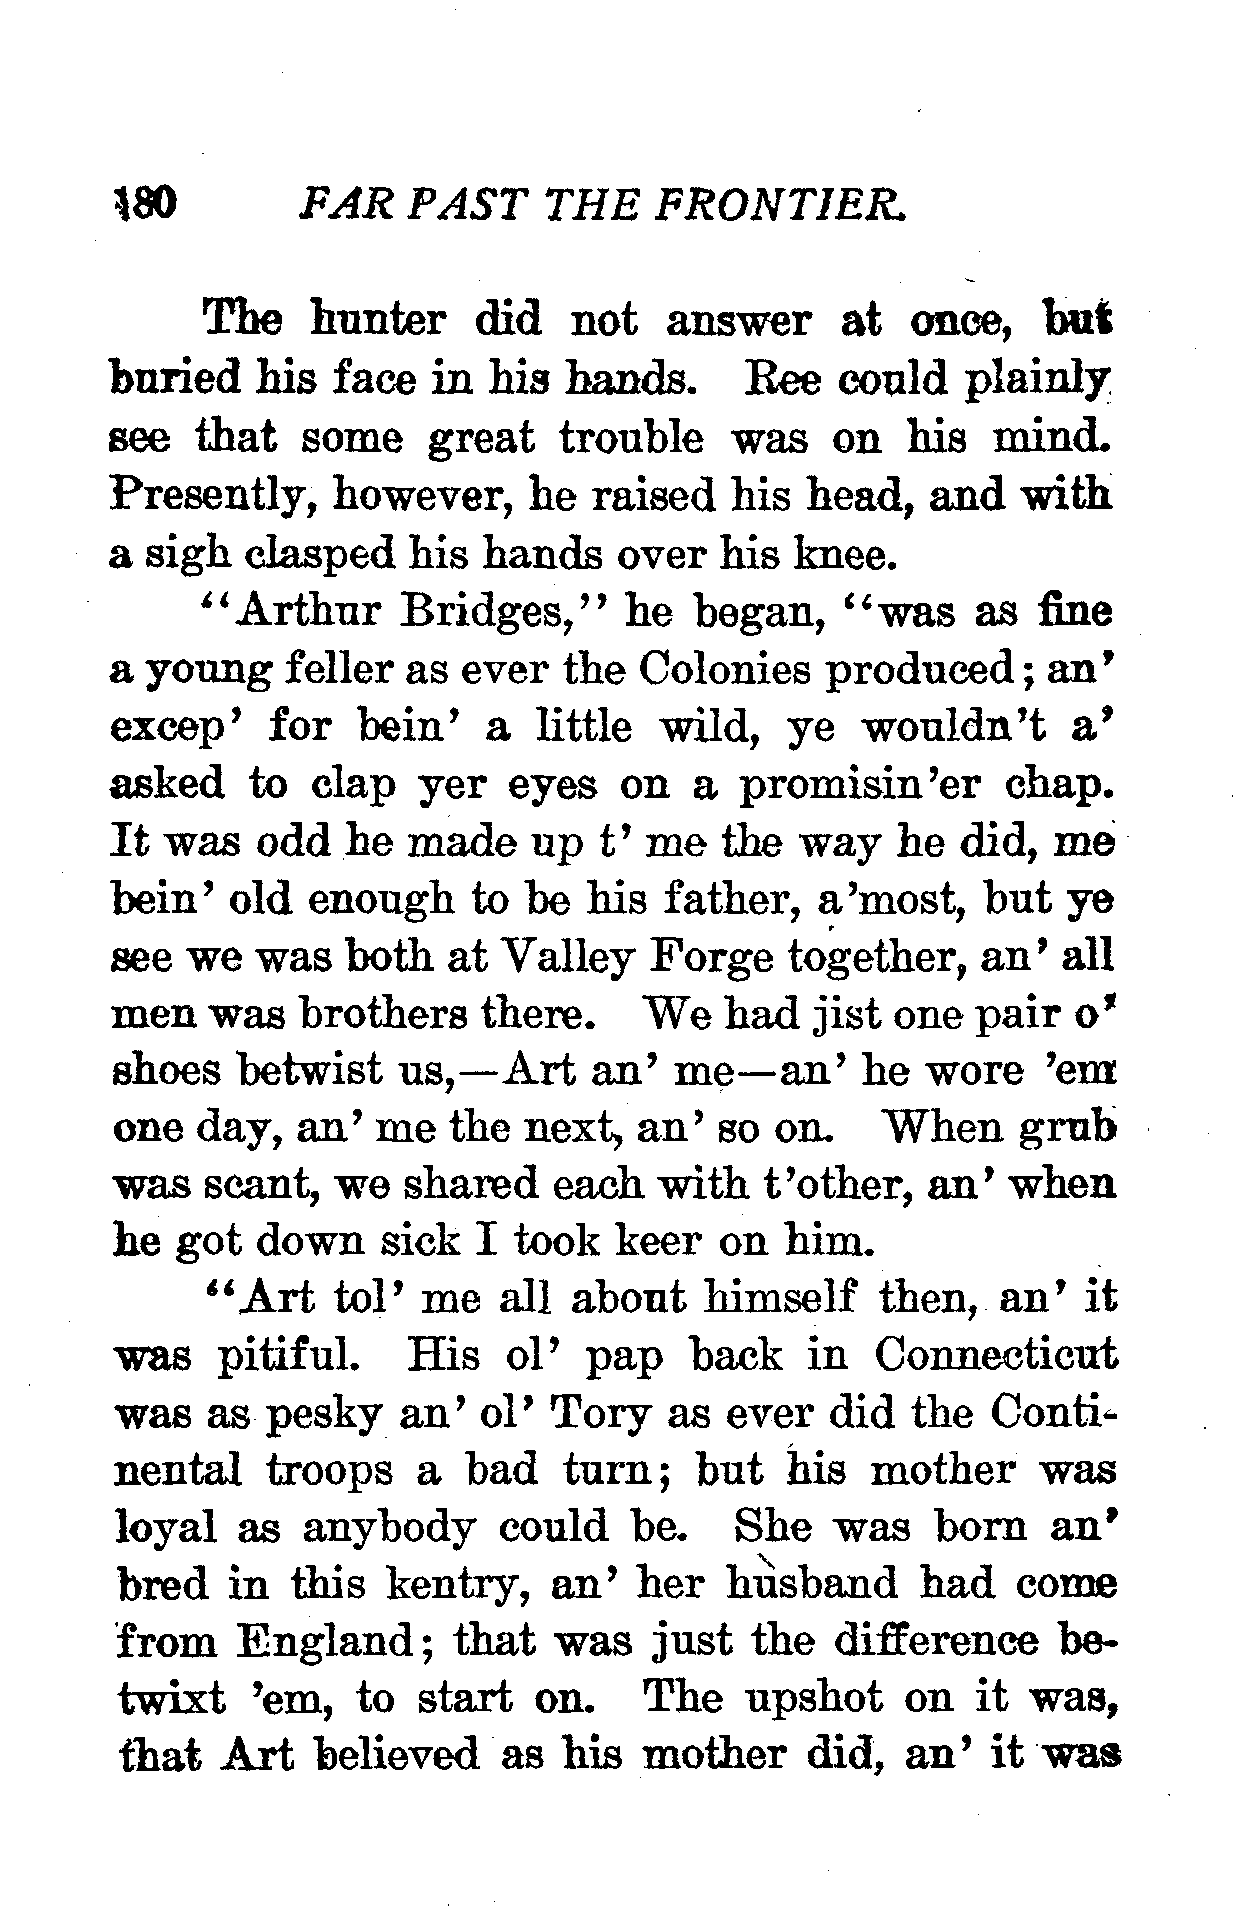 180 FAR PAST THE FRONTIER.
The hunter did not answer at once, but
buried his face in his hands. Ree could plainly
see that some great trouble was on his mind.
Presently, however, he raised his head, and with
a sigh clasped his hands over his knee.
“Arthur Bridges,” he began, “was as fine
a young feller as ever the Colonies produced; an’
excep’ for bein’ a little wild, ye wouldn’t a’
asked to clap yer eyes on a promisin’er chap.
It was odd he made up t’ me the way he did, me
bein’ old enough to be his father, a’most, but ye
see we was both at Valley Forge together, an’ all
men was brothers there. We had jist one pair o’
shoes betwist us,—Art an’ me—an’ he wore ’em
one day, an’ me the next, an’ so on. When grub
was scant, we shared each with t’other, an’ when
he got down sick I took keer on him.
“Art tol’ me all about himself then, an’ it
was pitiful. His ol’ pap back in Connecticut
was as pesky an’ ol’ Tory as ever did the Conti-
nental troops a bad turn; but his mother was
loyal as anybody could be. She was born an’
bred in this kentry, an’ her husband had come
from England; that was just the difference be-
twixt ’em, to start on. The upshot on it was,
that Art believed as his mother did, an’ it was